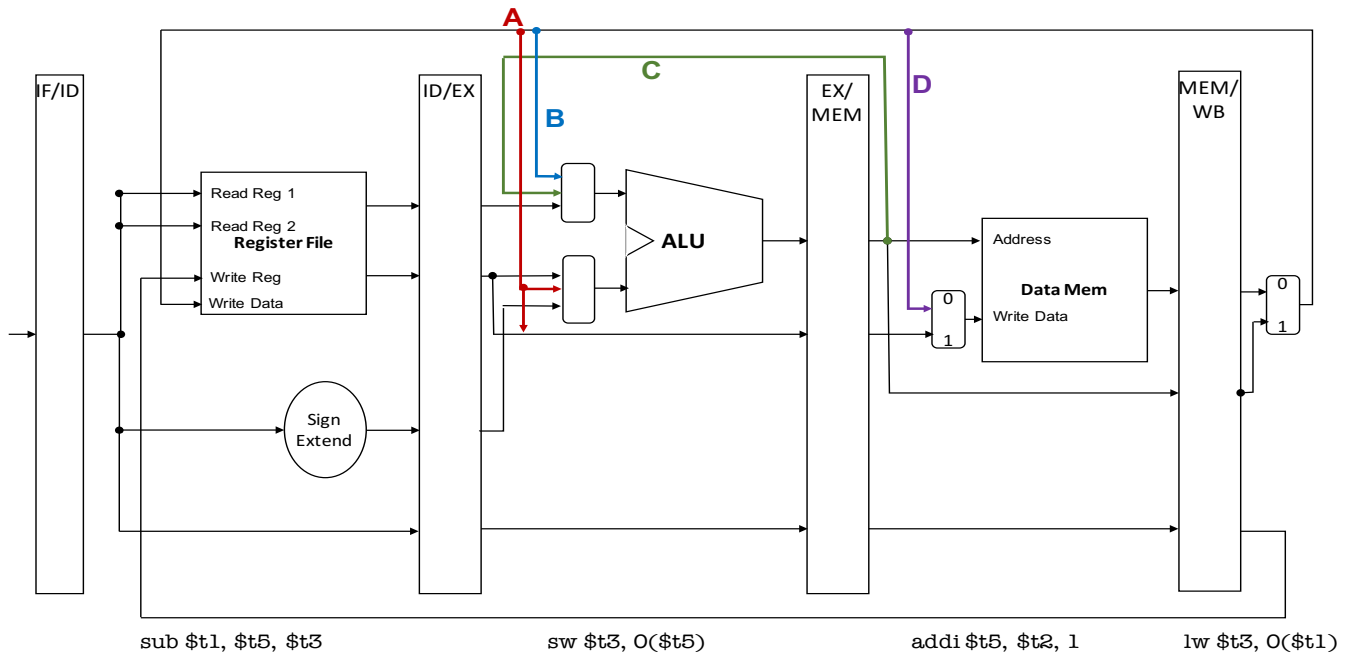 A
C
B
D
IF/ID
ID/EX
EX/
MEM
MEM/
WB
Read Reg 1
Read Reg 2
Register File
Write Reg
Write Data
ALU
Address
Data Mem
Write Data
0
1
0
1
Sign
Extend
sub $t1, $t5, $t3
sw $t3, 0($t5)
addi $t5, $t2, 1
lw $t3, 0($t1)